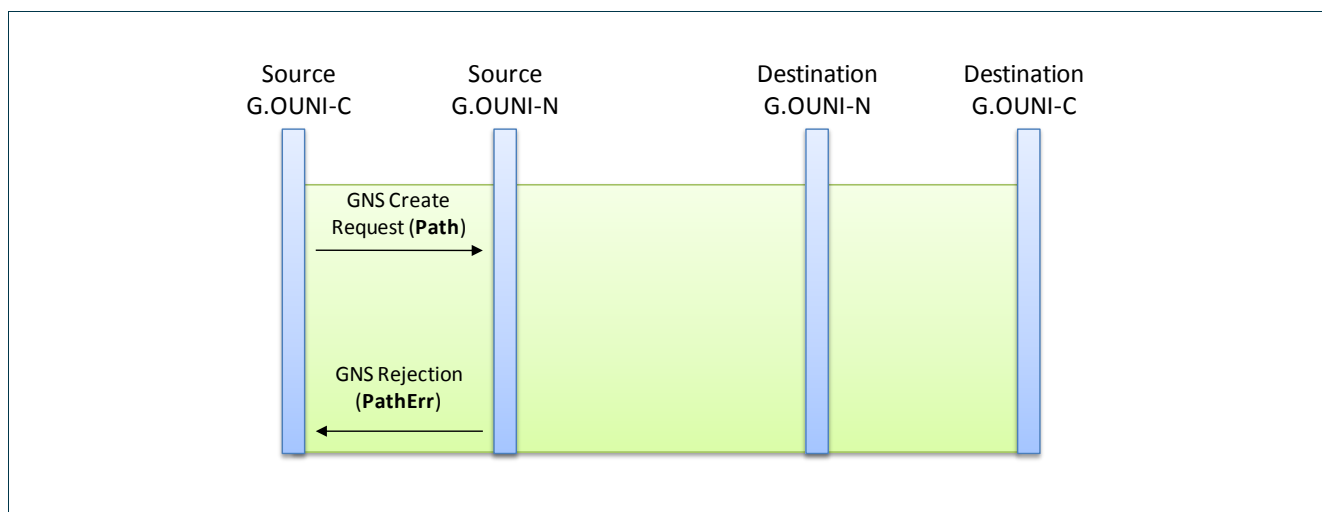 Source
G.OUNI-C
Source
G.OUNI-N
Destination
G.OUNI-N
Destination
G.OUNI-C
GNS Create
Request (Path)
GNS Rejection
(PathErr)